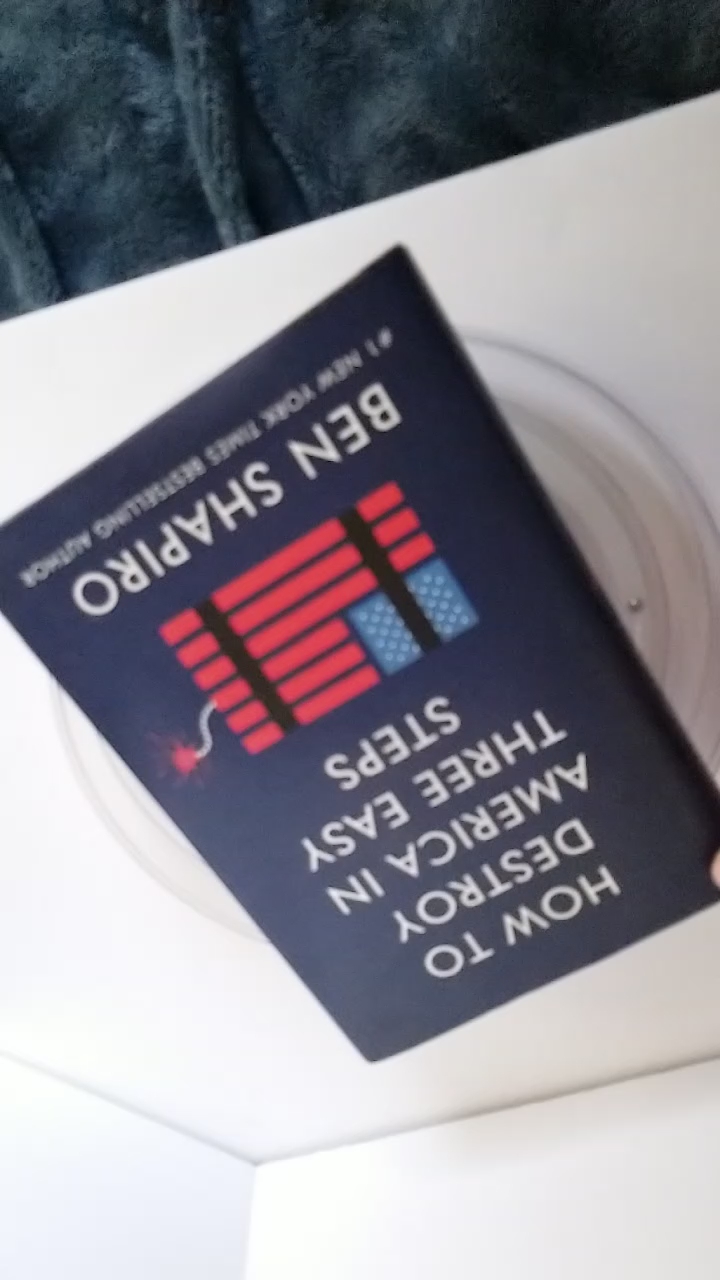 HOW TO
DESTROY
AMERICA IN
THREE EASY
STEPS
BEN SHAPIRO
#1 NEW YORK TIMES BESTSELLING AUTHOR